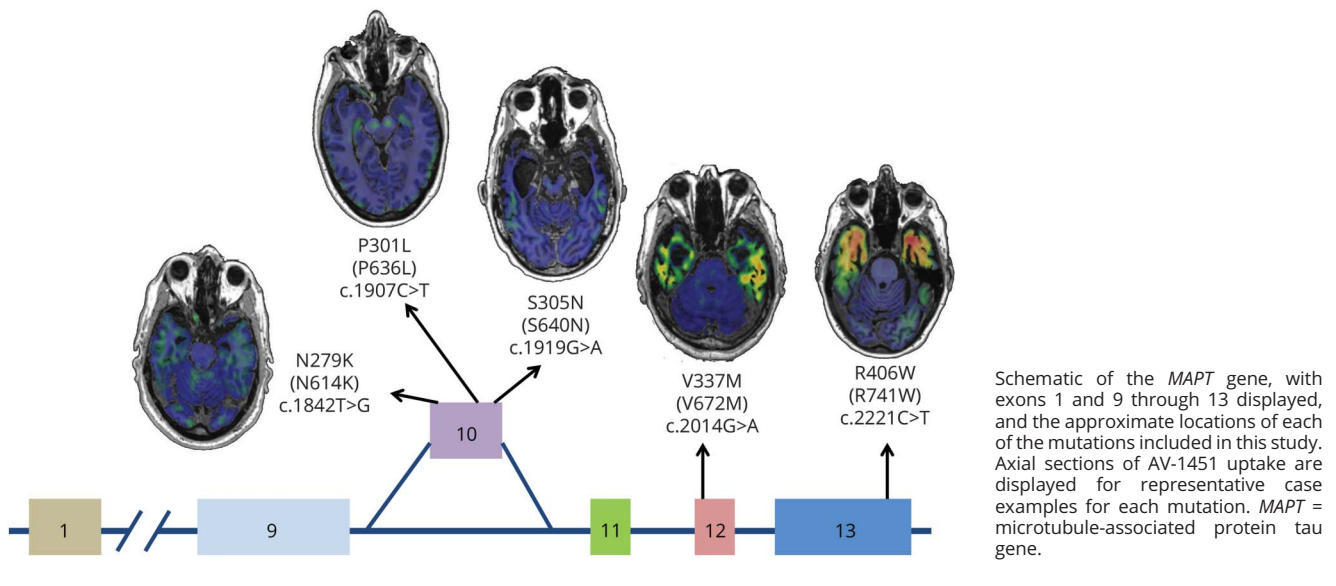 P301L
(P636L)
c.1907C>T
S305N
(S640N)
c.1919G>A
N279K
(N614K)
c.1842T>G
V337M
(V672M)
c.2014G>A
R406W
(R741W)
c.2221C>T
10
1
9
11
12
13
Schematic of the MAPT gene, with
exons 1 and 9 through 13 displayed,
and the approximate locations of each
of the mutations included in this study.
Axial sections of AV-1451 uptake are
displayed for representative case
examples for each mutation. MAPT =
microtubule-associated protein tau
gene.